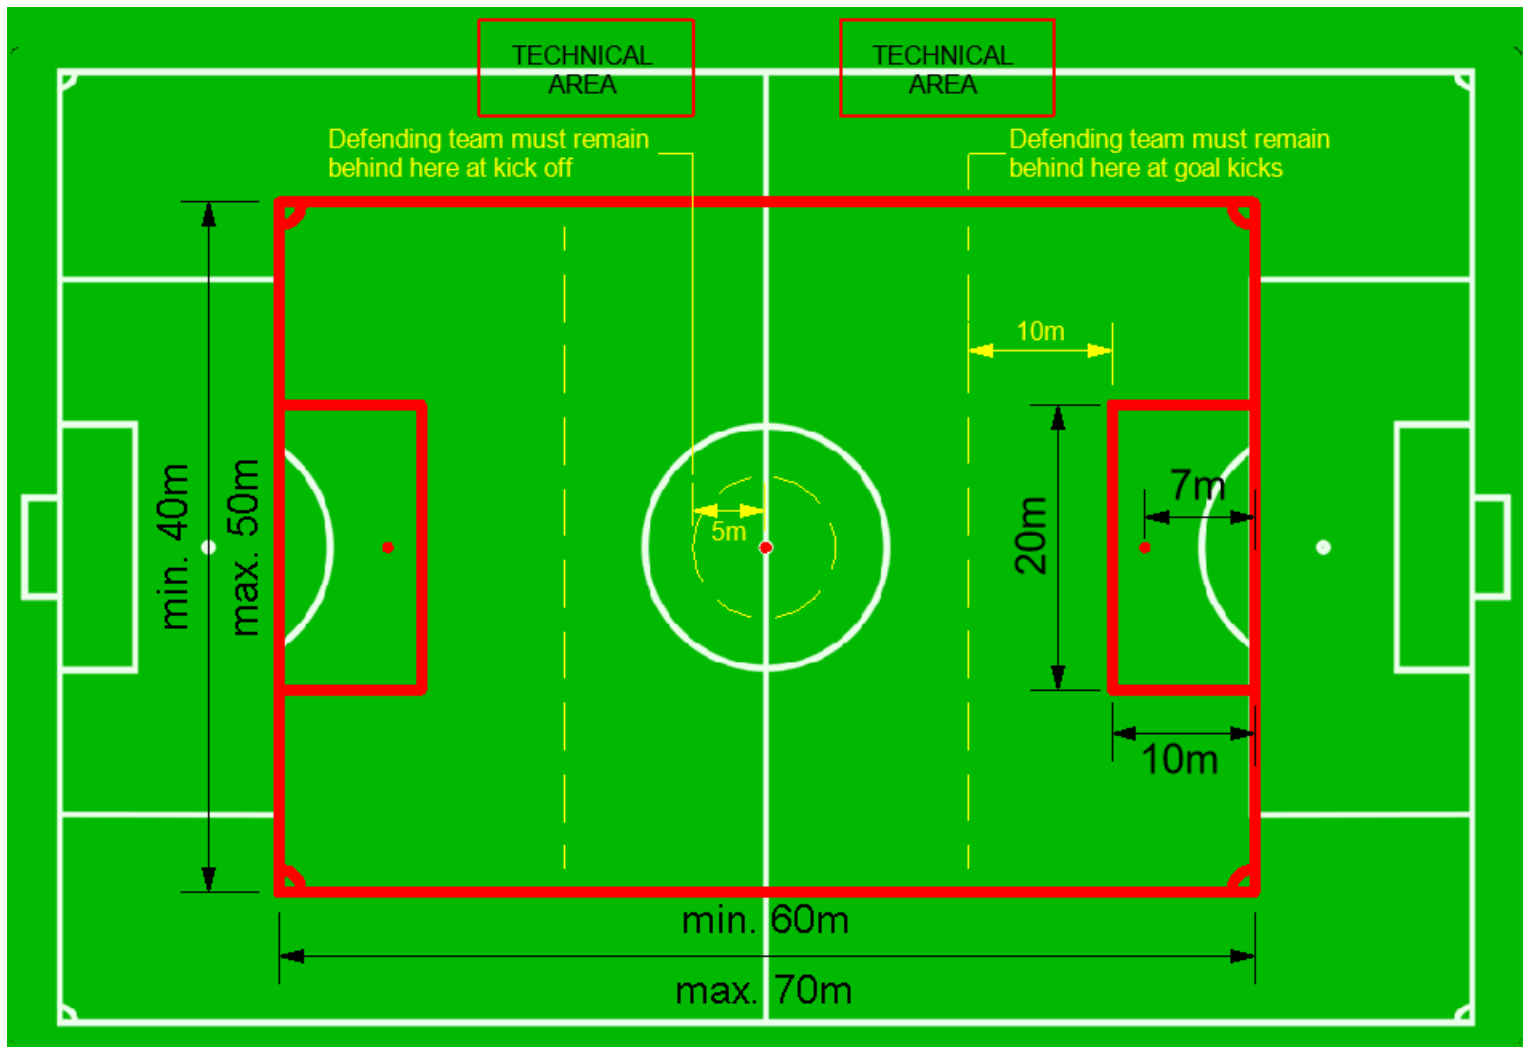 TECHNICAL
AREA
TECHNICAL
AREA
Defending team must remain
behind here at kick off
Defending team must remain
behind here at goal kicks
10m
min. 40m
max. 50m
5m
20m
7m
10m
min. 60m
max. 70m